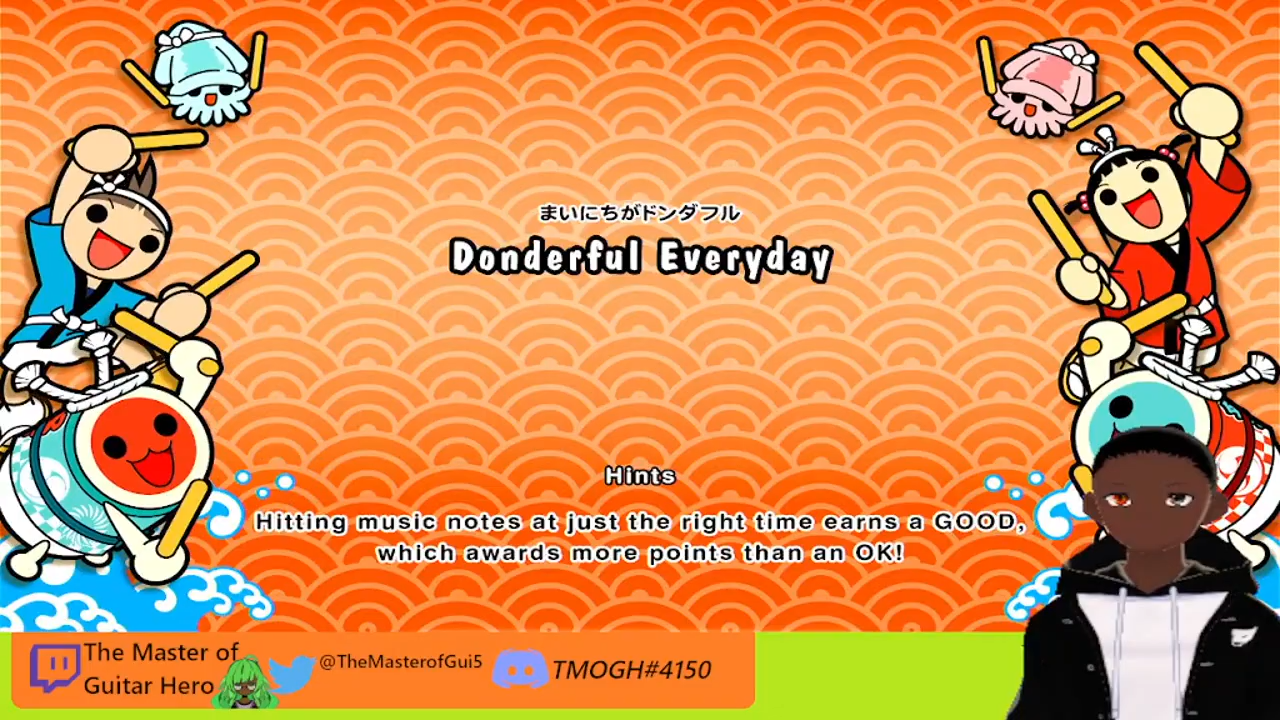 まいにちがドンダフル
Donderful Everyday
Hints
Hitting music notes at just the right time earns a GOOD,
which awards more points than an OK!
The Master of
Guitar Hero
@TheMasterofGui5
TMOGH#4150